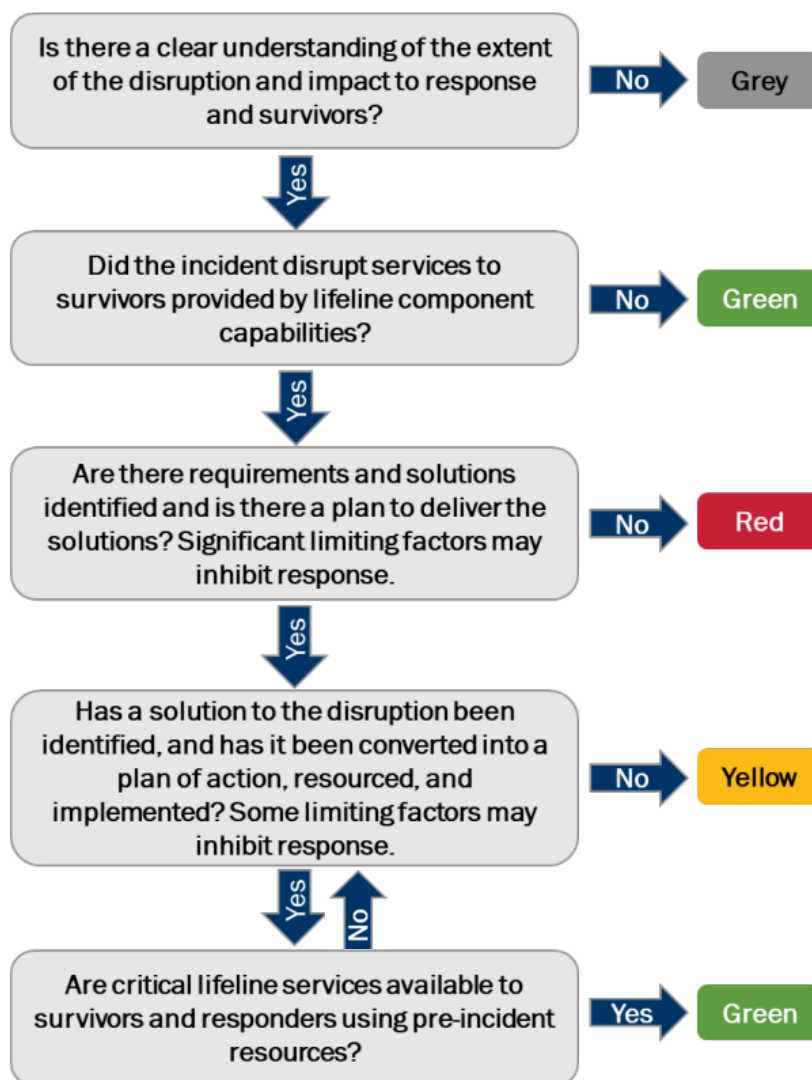 Is there a clear understanding of the extent
of the disruption and impact to response
and survivors?
No
Grey
Yes
Did the incident disrupt services to
survivors provided by lifeline component
capabilities?
No
Green
Yes
Are there requirements and solutions
identified and is there a plan to deliver the
solutions? Significant limiting factors may
inhibit response.
No
Red
Yes
Has a solution to the disruption been
identified, and has it been converted into a
plan of action, resourced, and
implemented? Some limiting factors may
inhibit response.
No
Yellow
Yes
No
Are critical lifeline services available to
survivors and responders using pre-incident
resources?
Yes
Green